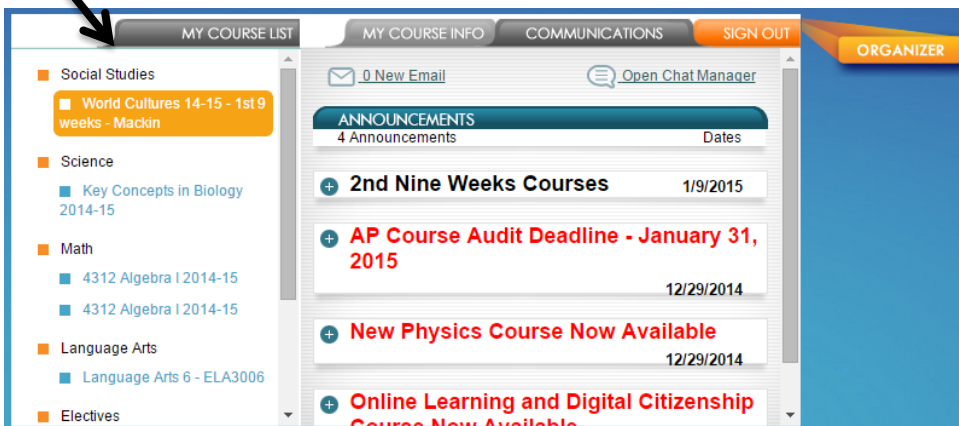 MY COURSE LIST
MY COURSE INFO
COMMUNICATIONS
SIGN OUT
ORGANIZER
Social Studies
World Cultures 14-15 - 1st 9
weeks - Mackin
Science
Key Concepts in Biology
2014-15
Math
4312 Algebra I 2014-15
4312 Algebra I 2014-15
Language Arts
Language Arts 6 - ELA3006
Electives
0 New Email
Open Chat Manager
ANNOUNCEMENTS
4 Announcements Dates
2nd Nine Weeks Courses 1/9/2015
AP Course Audit Deadline - January 31,
2015
12/29/2014
New Physics Course Now Available
12/29/2014
Online Learning and Digital Citizenship
Course Now Available